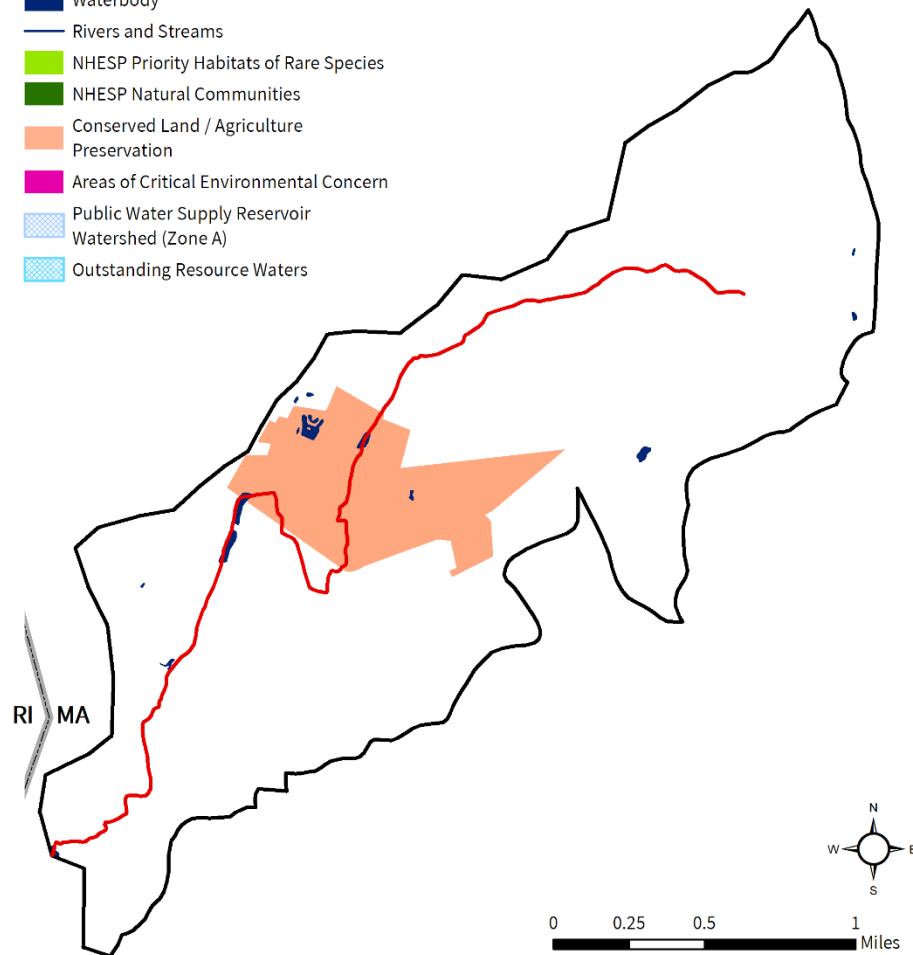 Waterbody
Rivers and Streams
NHESP Priority Habitats of Rare Species
NHESP Natural Communities
Conserved Land / Agriculture
Preservation
Areas of Critical Environmental Concern
Public Water Supply Reservoir
Watershed (Zone A)
Outstanding Resource Waters
RI MA
N
W E
S
0 0.25 0.5 1
Miles